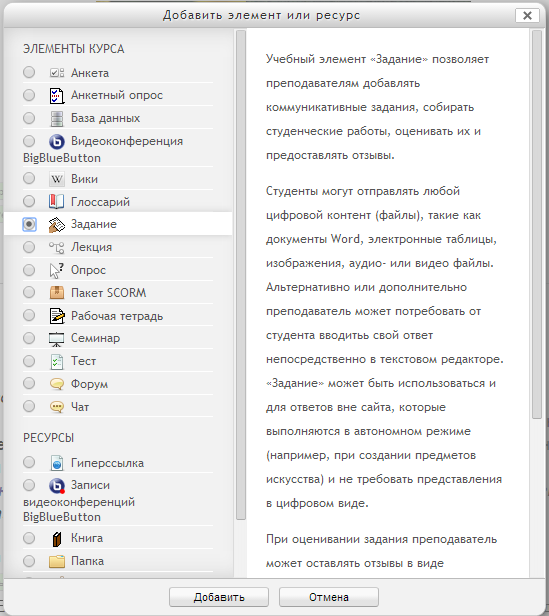 Добавить элемент или ресурс
ЭЛЕМЕНТЫ КУРСА
Анкета
Анкетный опрос
База данных
Видеоконференция
BigBlueButton
Вики
Глоссарий
Задание
Лекция
Опрос
Пакет SCORM
Рабочая тетрадь
Семинар
Тест
Форум
Чат
РЕСУРСЫ
Гиперссылка
Записи
видеоконференций
BigBlueButton
Книга
Папка
Учебный элемент «Задание» позволяет
преподавателям добавлять
коммуникативные задания, собирать
студенческие работы, оценивать их и
предоставлять отзывы.
Студенты могут отправлять любой
цифровой контент (файлы), такие как
документы Word, электронные таблицы,
изображения, аудио- или видео файлы.
Альтернативно или дополнительно
преподаватель может потребовать от
студента вводитьь свой ответ
непосредственно в текстовом редакторе.
«Задание» может быть использоваться и
для ответов вне сайта, которые
выполняются в автономном режиме
(например, при создании предметов
искусства) и не требовать представления
в цифровом виде.
При оценивании задания преподаватель
может оставлять отзывы в виде
Добавить
Отмена